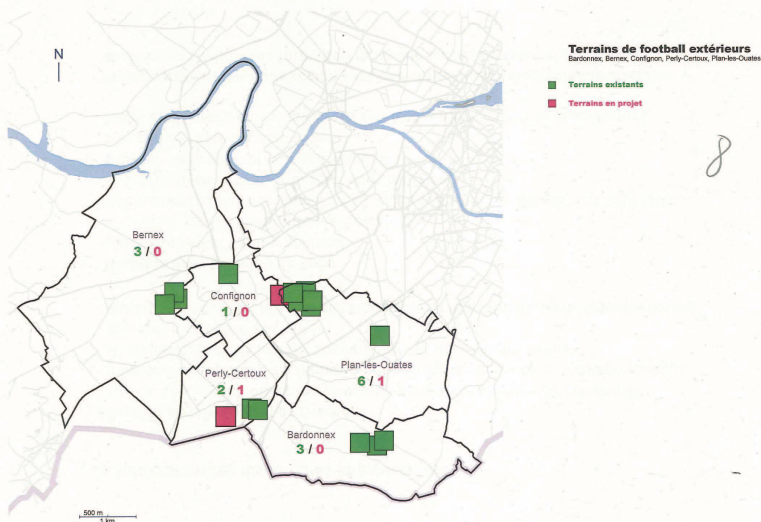 N
Terrains de football extérieurs
Bardonnex, Bernex, Confignon, Perly-Certoux, Plan-les-Ouates
Terrains existants
Terrains en projet
8
Bernex
3 / 0
Confignon
1 / 0
Perly-Certoux
2 / 1
Plan-les-Ouates
6 / 1
Bardonnex
3 / 0
500 m
1 km